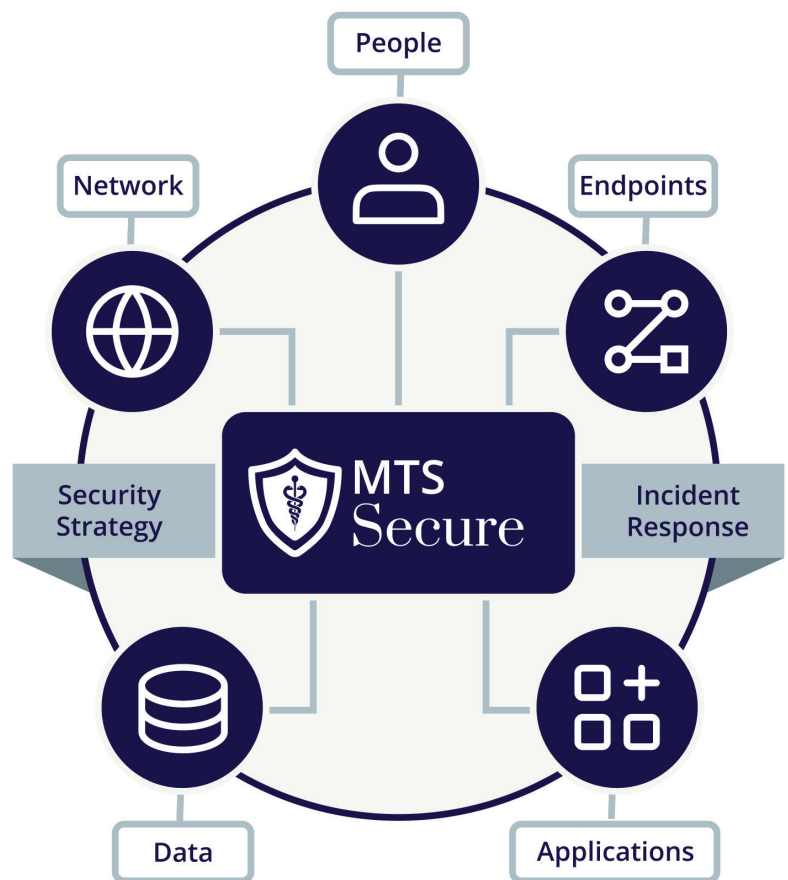 People
Network
Endpoints
Security
Strategy
MTS
Secure
Incident
Response
Data
Applications